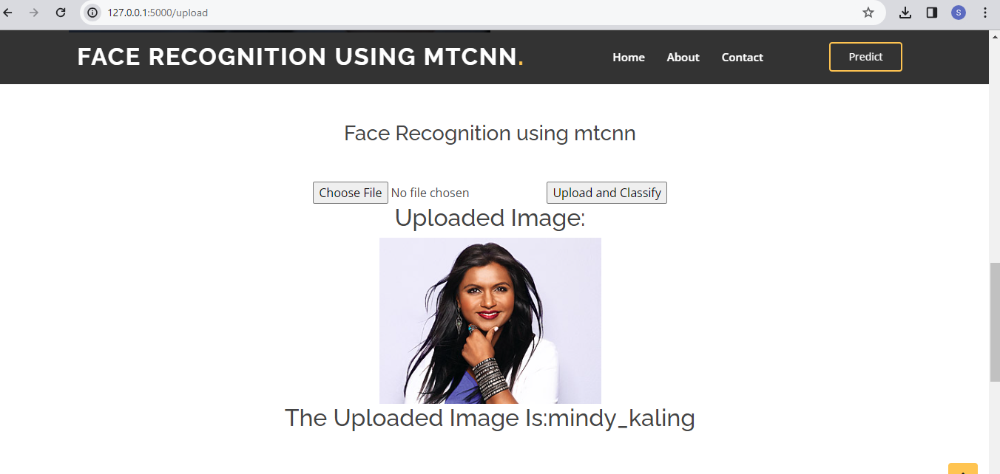 127.0.0.1:5000/upload
S
FACE RECOGNITION USING MTCNN.
Home About Contact Predict
Face Recognition using mtcnn
Choose File No file chosen Upload and Classify
Uploaded Image:
The Uploaded Image Is:mindy_kaling